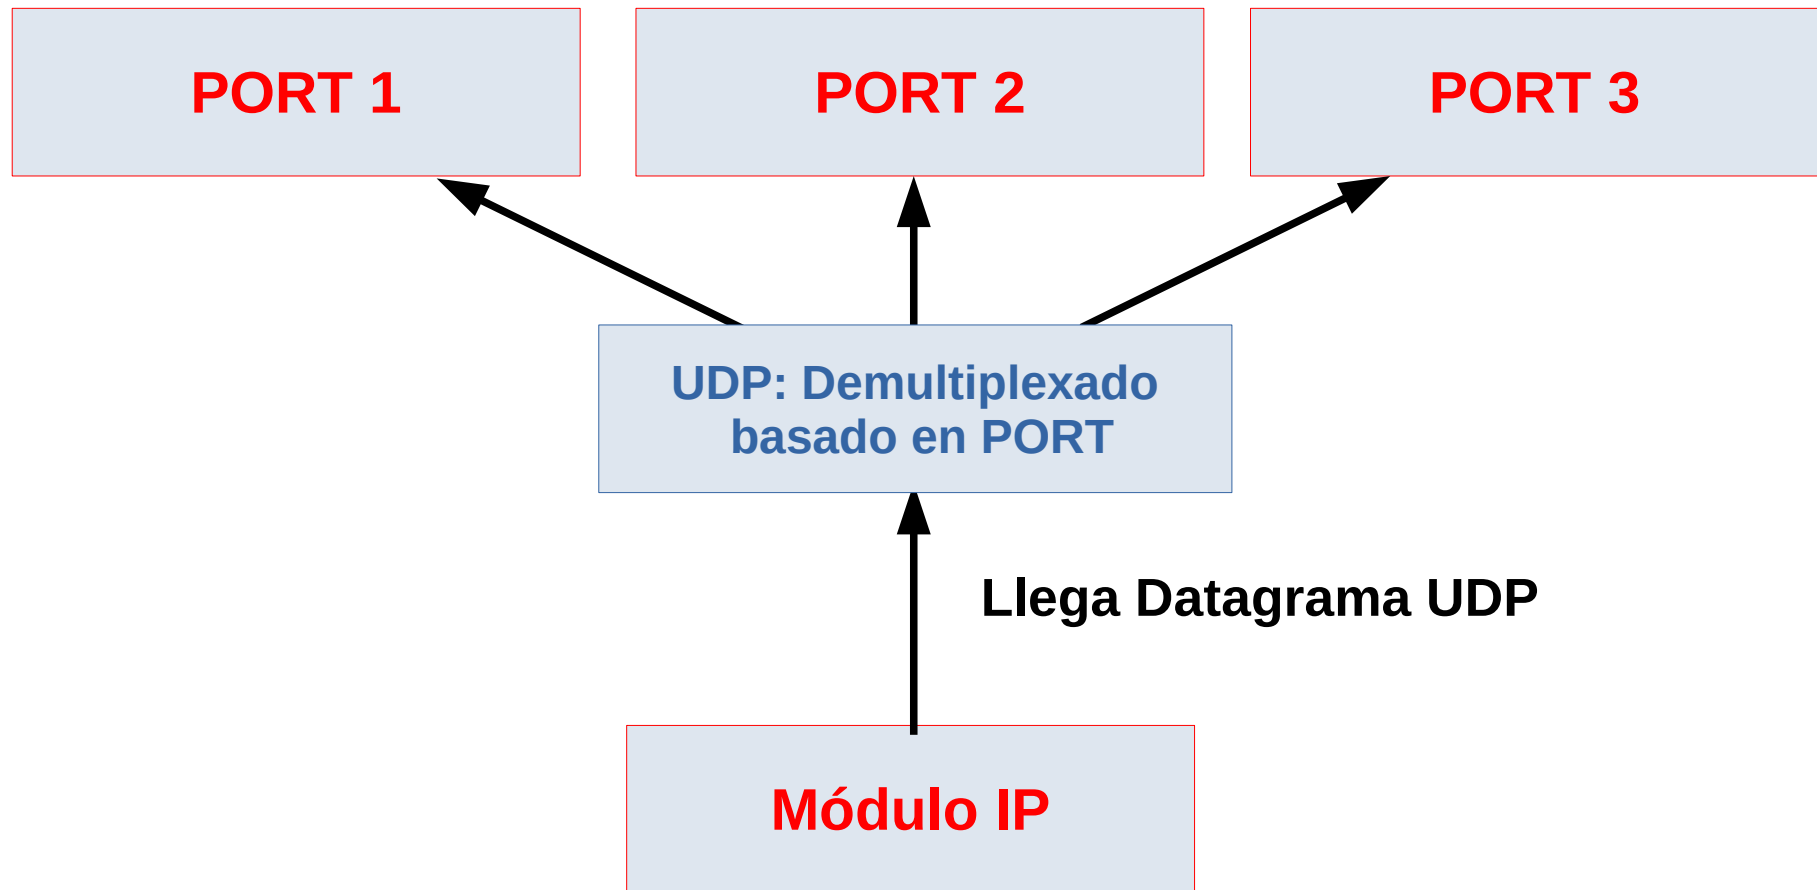 PORT 1
PORT 2
PORT 3
UDP: Demultiplexado
basado en PORT
Llega Datagrama UDP
Módulo IP